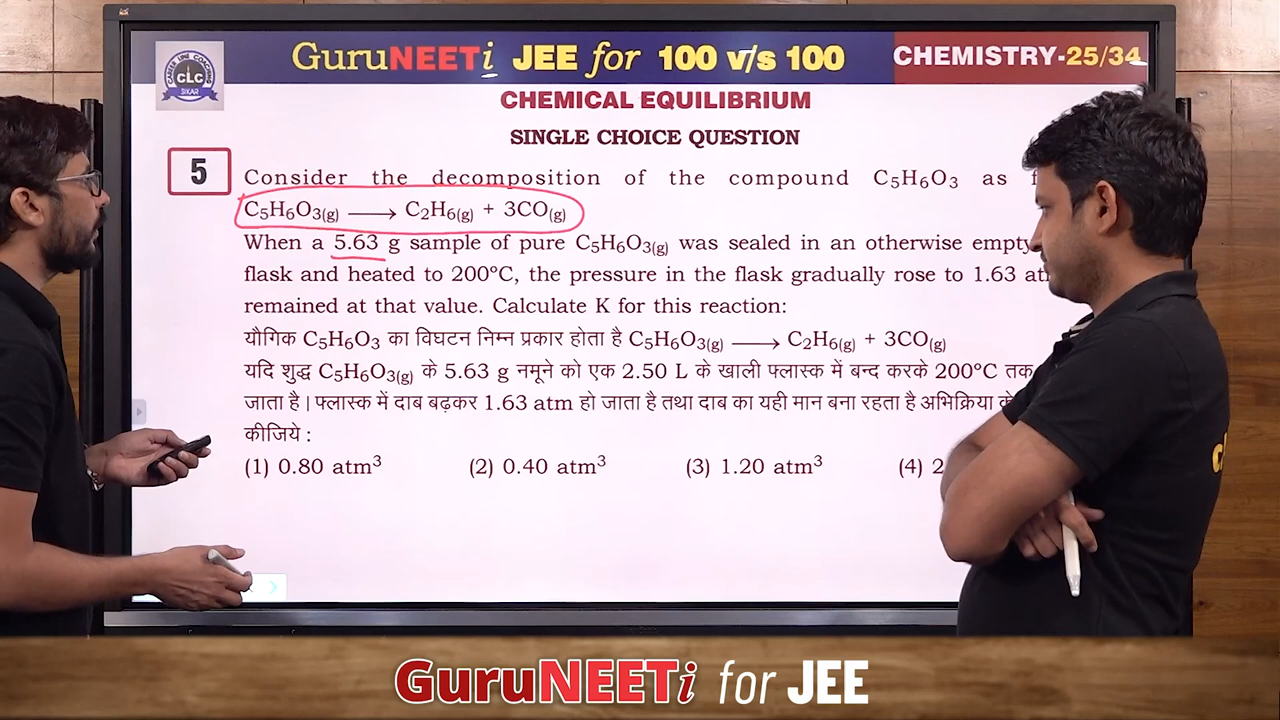 GuruNEETi JEE for 100 v/s 100
CHEMISTRY-25/34
CLC
SIKAR
CHEMICAL EQUILIBRIUM
SINGLE CHOICE QUESTION
5
Consider the decomposition of the compound C₅H₆O₃ as
C₅H₆O₃(g) ⟶ C₂H₆(g) + 3CO(g)
When a 5.63 g sample of pure C₅H₆O₃(g) was sealed in an otherwise empty
flask and heated to 200°C, the pressure in the flask gradually rose to 1.63
remained at that value. Calculate K for this reaction:
यौगिक C₅H₆O₃ का विघटन निम्न प्रकार होता है C₅H₆O₃(g) ⟶ C₂H₆(g) + 3CO(g)
यदि शुद्ध C₅H₆O₃(g) के 5.63 g नमूने को एक 2.50 L के खाली फ्लास्क में बन्द करके 200°C तक
जाता है। फ्लास्क में दाब बढ़कर 1.63 atm हो जाता है तथा दाब का यही मान बना रहता है अभिक्रिया
कीजिये :
(1) 0.80 atm³ (2) 0.40 atm³ (3) 1.20 atm³ (4) 2
GuruNEETi for JEE